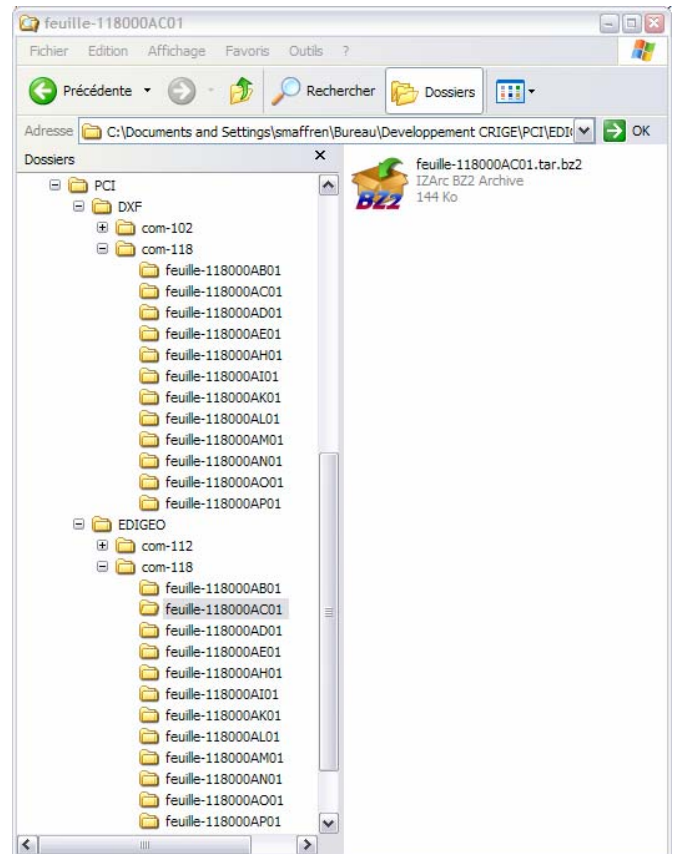 feuille-118000AC01
Fichier Edition Affichage Favoris Outils ?
Précédente Rechercher Dossiers
Adresse C:\Documents and Settings\smaffren\Bureau\Developpement CRIGE\PCI\EDI OK
Dossiers
feuille-118000AC01.tar.bz2
IZArc BZ2 Archive
144 Ko
BZ2
PCI
DXF
com-102
com-118
feuille-118000AB01
feuille-118000AC01
feuille-118000AD01
feuille-118000AE01
feuille-118000AH01
feuille-118000AI01
feuille-118000AK01
feuille-118000AL01
feuille-118000AM01
feuille-118000AN01
feuille-118000AO01
feuille-118000AP01
EDIGEO
com-112
com-118
feuille-118000AB01
feuille-118000AC01
feuille-118000AD01
feuille-118000AE01
feuille-118000AH01
feuille-118000AI01
feuille-118000AK01
feuille-118000AL01
feuille-118000AM01
feuille-118000AN01
feuille-118000AO01
feuille-118000AP01